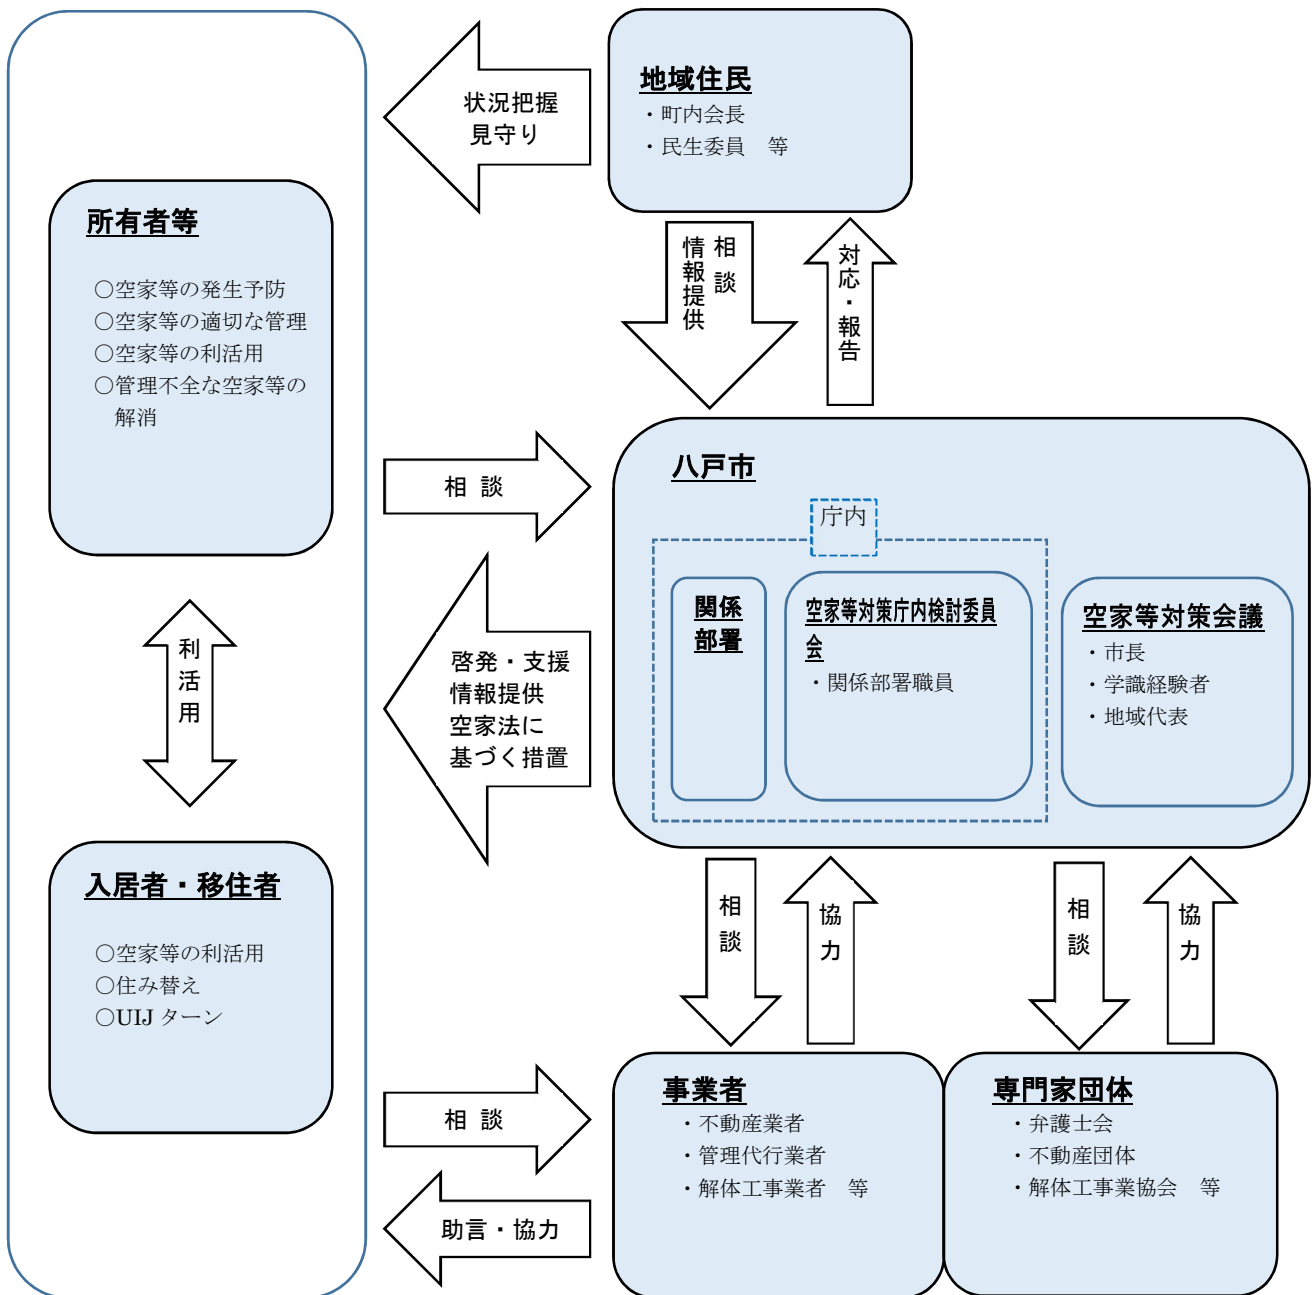 地域住民
・町内会長
・民生委員　等
状況把握
見守り
所有者等
○空家等の発生予防
○空家等の適切な管理
○空家等の利活用
○管理不全な空家等の
解消
相談
情報提供
対応・報告
相 談
八戸市
庁内
関係
部署
空家等対策庁内検討委員
会
・関係部署職員
空家等対策会議
・市長
・学識経験者
・地域代表
利活用
啓発・支援
情報提供
空家法に
基づく措置
入居者・移住者
○空家等の利活用
○住み替え
○UIJ ターン
相談
協力
相談
協力
相 談
助言・協力
事業者
・不動産業者
・管理代行業者
・解体工事業者　等
専門家団体
・弁護士会
・不動産団体
・解体工事業協会　等